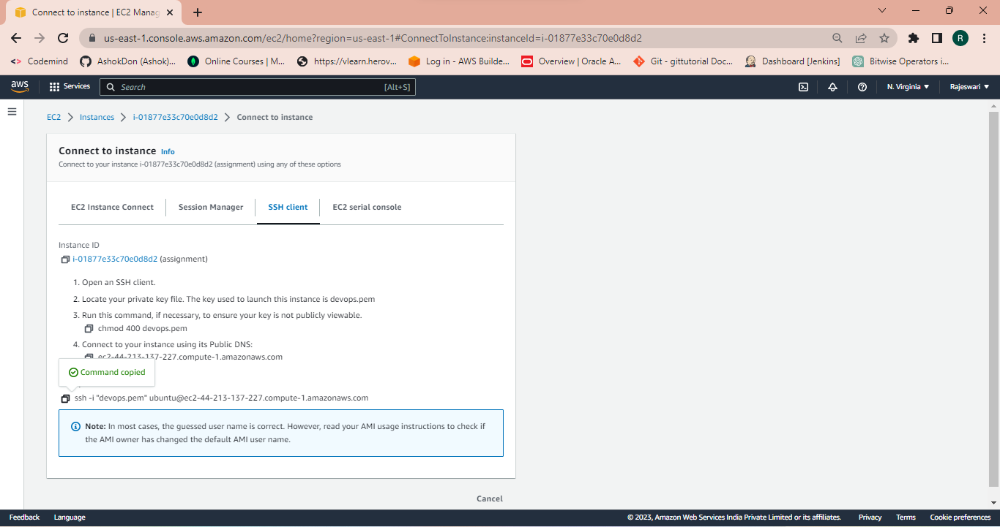 Connect to instance | EC2 Manag
us-east-1.console.aws.amazon.com/ec2/home?region=us-east-1#ConnectToInstance:instanceId=i-01877e33c70e0d8d2
R
<> Codemind AshokDon (Ashok)... Online Courses | M... https://vlearn.herov... Log in - AWS Builde... Overview | Oracle A... Git - gittutorial Doc... Dashboard [Jenkins] Bitwise Operators i...
aws Services Search [Alt+S] N. Virginia Rajeswari
EC2 > Instances > i-01877e33c70e0d8d2 > Connect to instance
Connect to instance Info
Connect to your instance i-01877e33c70e0d8d2 (assignment) using any of these options
EC2 Instance Connect Session Manager SSH client EC2 serial console
Instance ID
i-01877e33c70e0d8d2 (assignment)
1. Open an SSH client.
2. Locate your private key file. The key used to launch this instance is devops.pem
3. Run this command, if necessary, to ensure your key is not publicly viewable.
chmod 400 devops.pem
4. Connect to your instance using its Public DNS:
ec2-44-213-137-227.compute-1.amazonaws.com
Command copied
ssh -i "devops.pem" ubuntu@ec2-44-213-137-227.compute-1.amazonaws.com
Note: In most cases, the guessed user name is correct. However, read your AMI usage instructions to check if
the AMI owner has changed the default AMI user name.
Cancel
Feedback Language © 2023, Amazon Web Services India Private Limited or its affiliates. Privacy Terms Cookie preferences